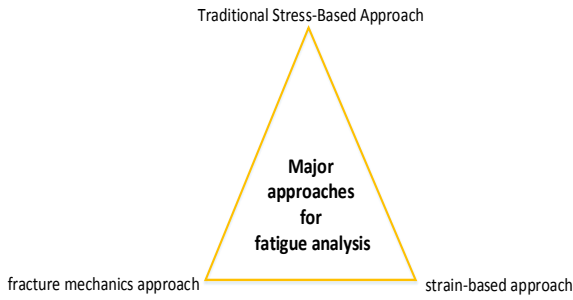 Traditional Stress-Based Approach
Major
approaches
for
fatigue analysis
fracture mechanics approach
strain-based approach